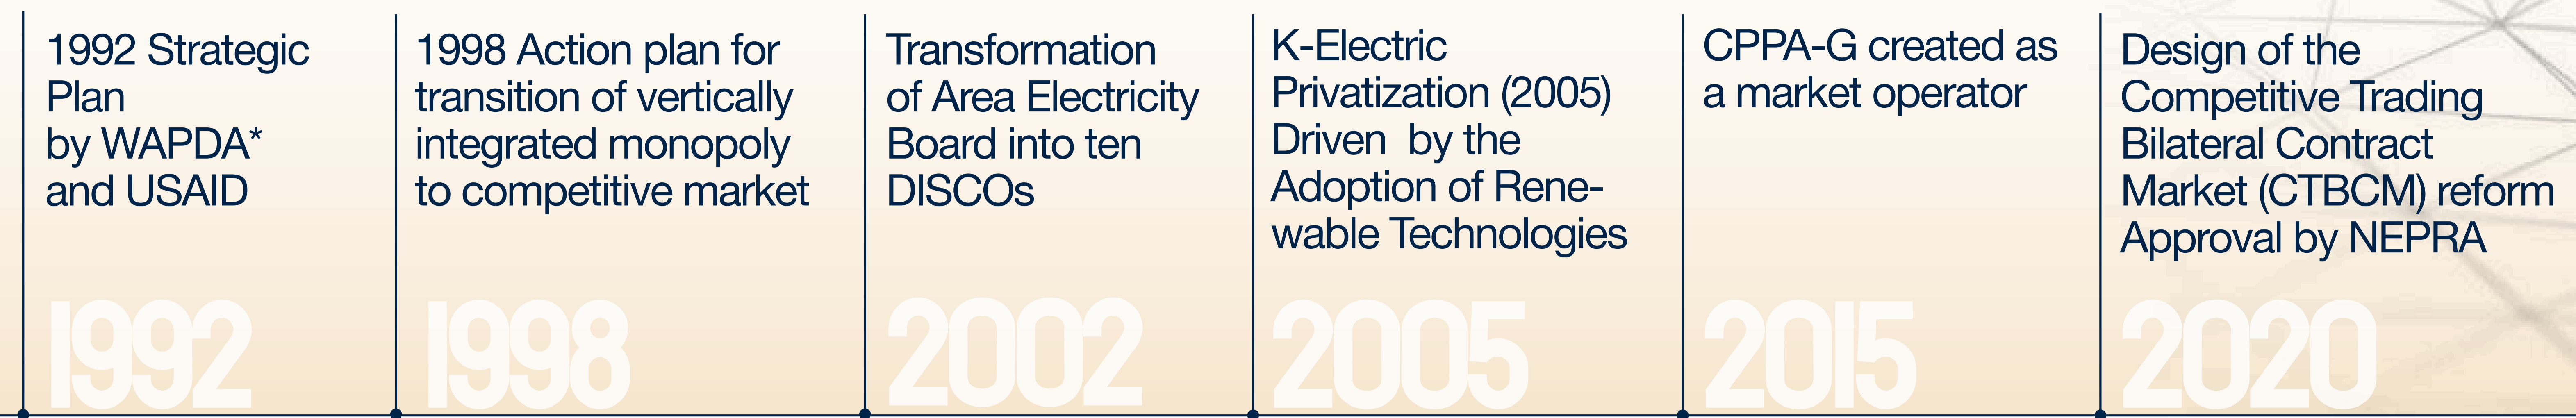 1992 Strategic
Plan
by WAPDA*
and USAID
1992
1998 Action plan for
transition of vertically
integrated monopoly
to competitive market
1998
Transformation
of Area Electricity
Board into ten
DISCOs
2002
K-Electric
Privatization (2005)
Driven  by the
Adoption of Rene-
wable Technologies
2005
CPPA-G created as
a market operator
2015
Design of the
Competitive Trading
Bilateral Contract
Market (CTBCM) reform
Approval by NEPRA
2020